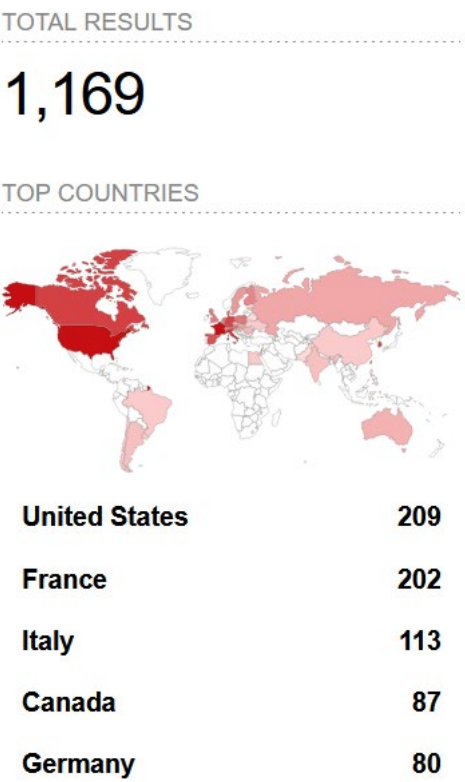 TOTAL RESULTS
1,169
TOP COUNTRIES
United States 209
France 202
Italy 113
Canada 87
Germany 80